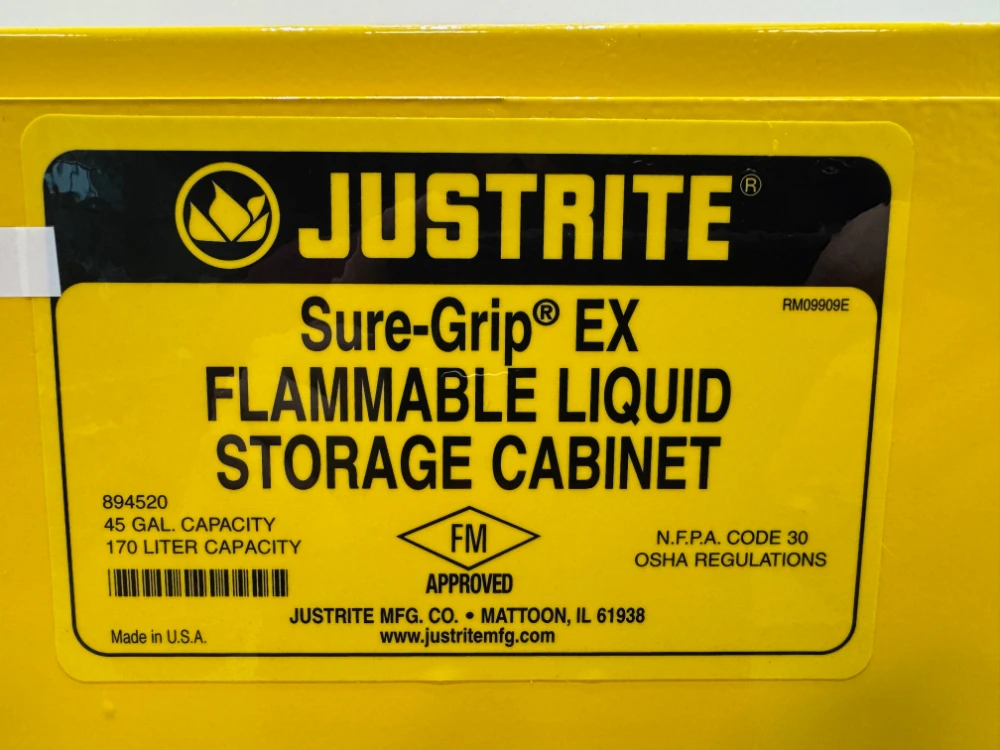 JUSTRITE®
RM09909E
Sure-Grip® EX
FLAMMABLE LIQUID
STORAGE CABINET
894520
45 GAL. CAPACITY
170 LITER CAPACITY
FM
APPROVED
N.F.P.A. CODE 30
OSHA REGULATIONS
JUSTRITE MFG. CO. • MATTOON, IL 61938
www.justritemfg.com
Made in U.S.A.